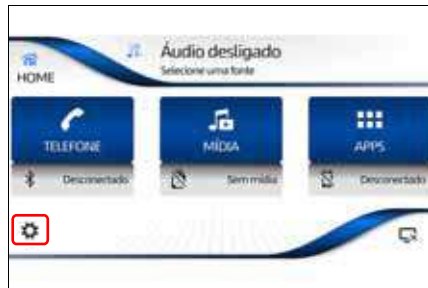 Áudio desligado
Selecione uma fonte
HOME
TELEFONE
MÍDIA
APPS
Desconectado
Sem mídia
Desconectado